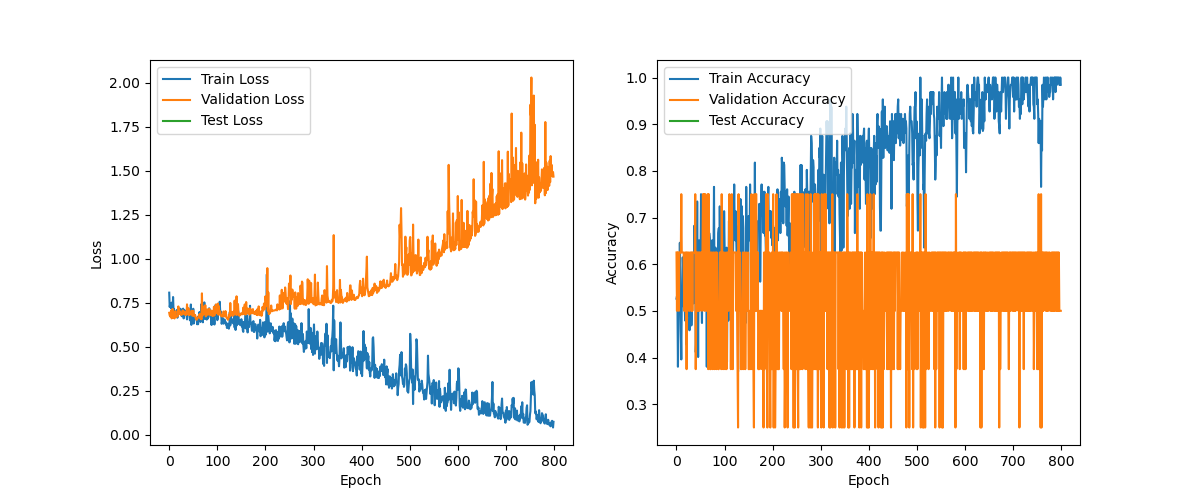 Train Loss
Validation Loss
Test Loss
2.00
1.75
1.50
1.25
1.00
0.75
0.50
0.25
0.00
Loss
0 100 200 300 400 500 600 700 800
Epoch
Train Accuracy
Validation Accuracy
Test Accuracy
1.0
0.9
0.8
0.7
0.6
0.5
0.4
0.3
Accuracy
0 100 200 300 400 500 600 700 800
Epoch